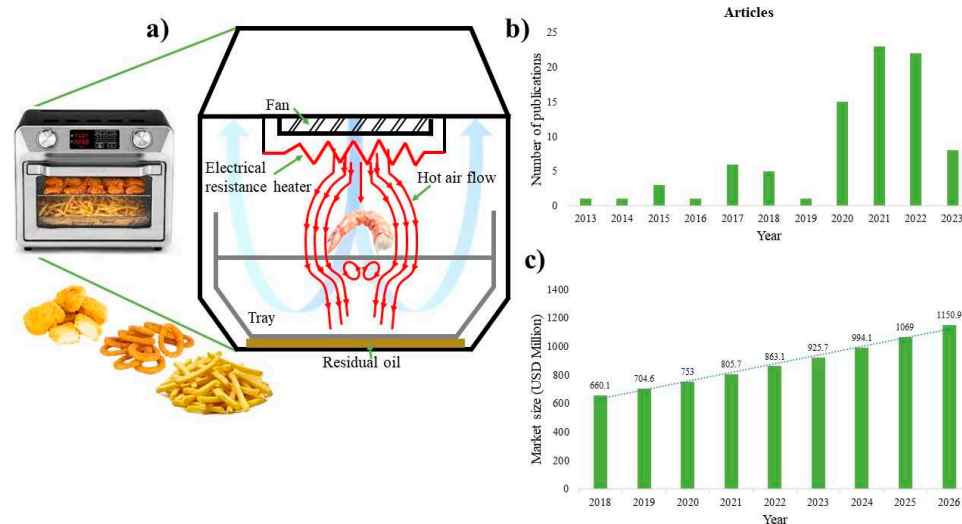 a)
Fan
Electrical
resistance heater
Hot air flow
Tray
Residual oil
b)
Articles
Number of publications
25
20
15
10
5
0
2013 2014 2015 2016 2017 2018 2019 2020 2021 2022 2023
Year
c)
Market size (USD Million)
1400
1200
1000
800
600
400
200
0
660.1 704.6 753 805.7 863.1 925.7 994.1 1069 1150.9
2018 2019 2020 2021 2022 2023 2024 2025 2026
Year